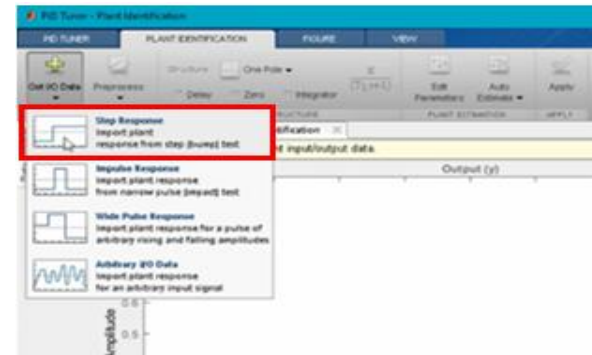 PID Tuner - Plant Identification
PID TUNER PLANT IDENTIFICATION FIGURE VIEW
Get I/O Data Preprocess Structure One Pole Delay Zero Integrator Edit Parameters Auto Estimate Apply
STRUCTURE PLANT ESTIMATION APPLY
Step Response
Import plant
response from step (bump) test
Impulse Response
Import plant response
from narrow pulse (impact) test
Wide Pulse Response
Import plant response for a pulse of
arbitrary rising and falling amplitudes
Arbitrary I/O Data
Import plant response
for an arbitrary input signal
input/output data.
Output (y)
0.6
0.5
Amplitude